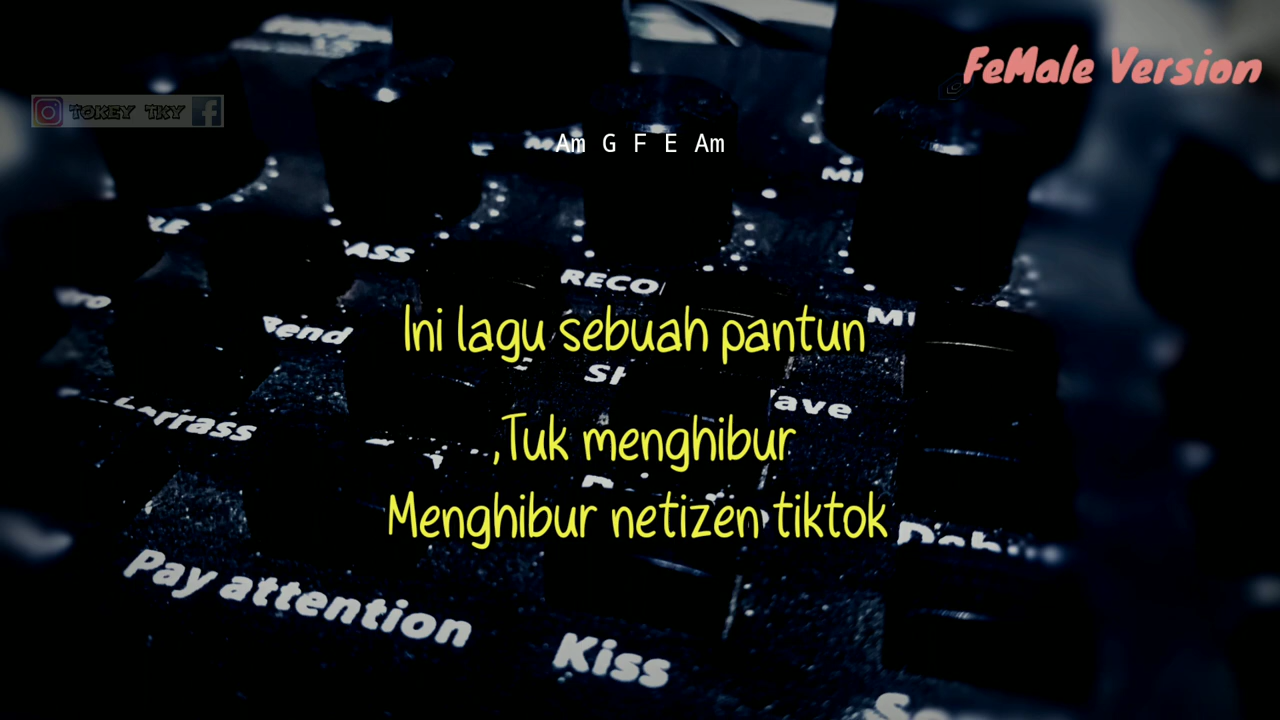 FeMale Version
TOKEY TKY
Am G F E Am
RECO
Bend
Ini lagu sebuah pantun
,Tuk menghibur
Menghibur netizen tiktok
Pay attention
Kiss